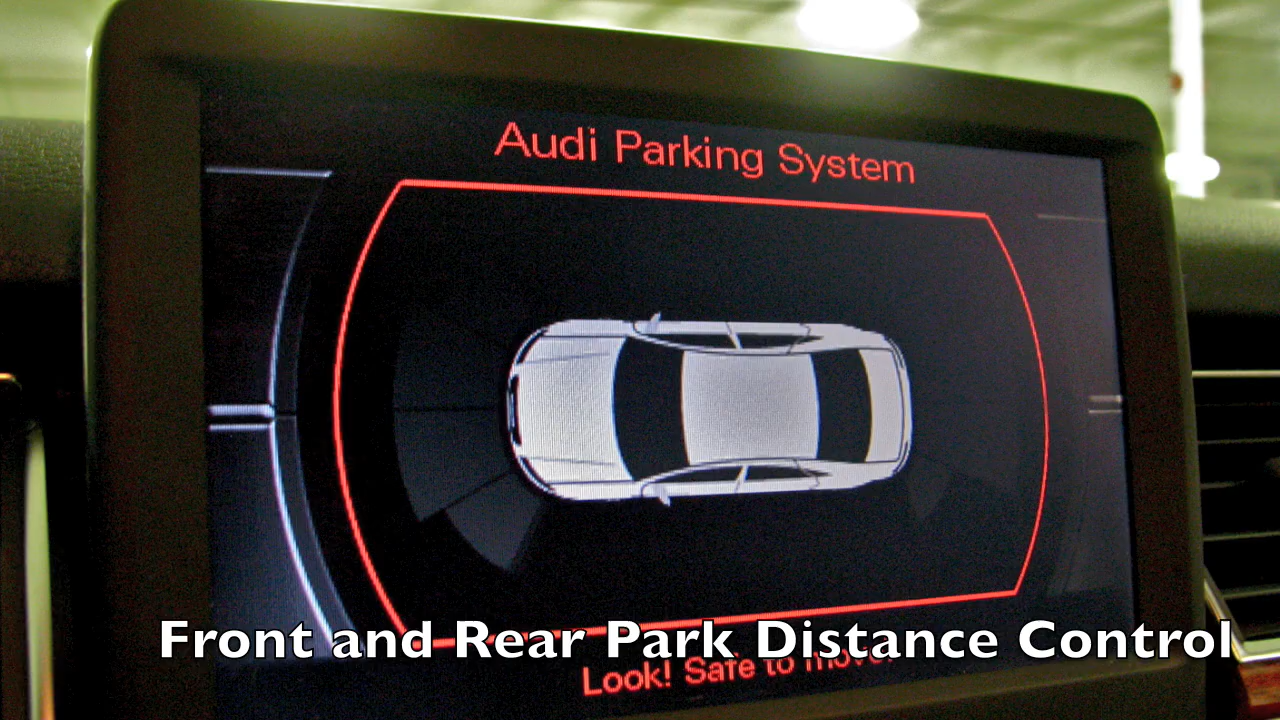 Audi Parking System
Front and Rear Park Distance Control
Look! Safe to move?